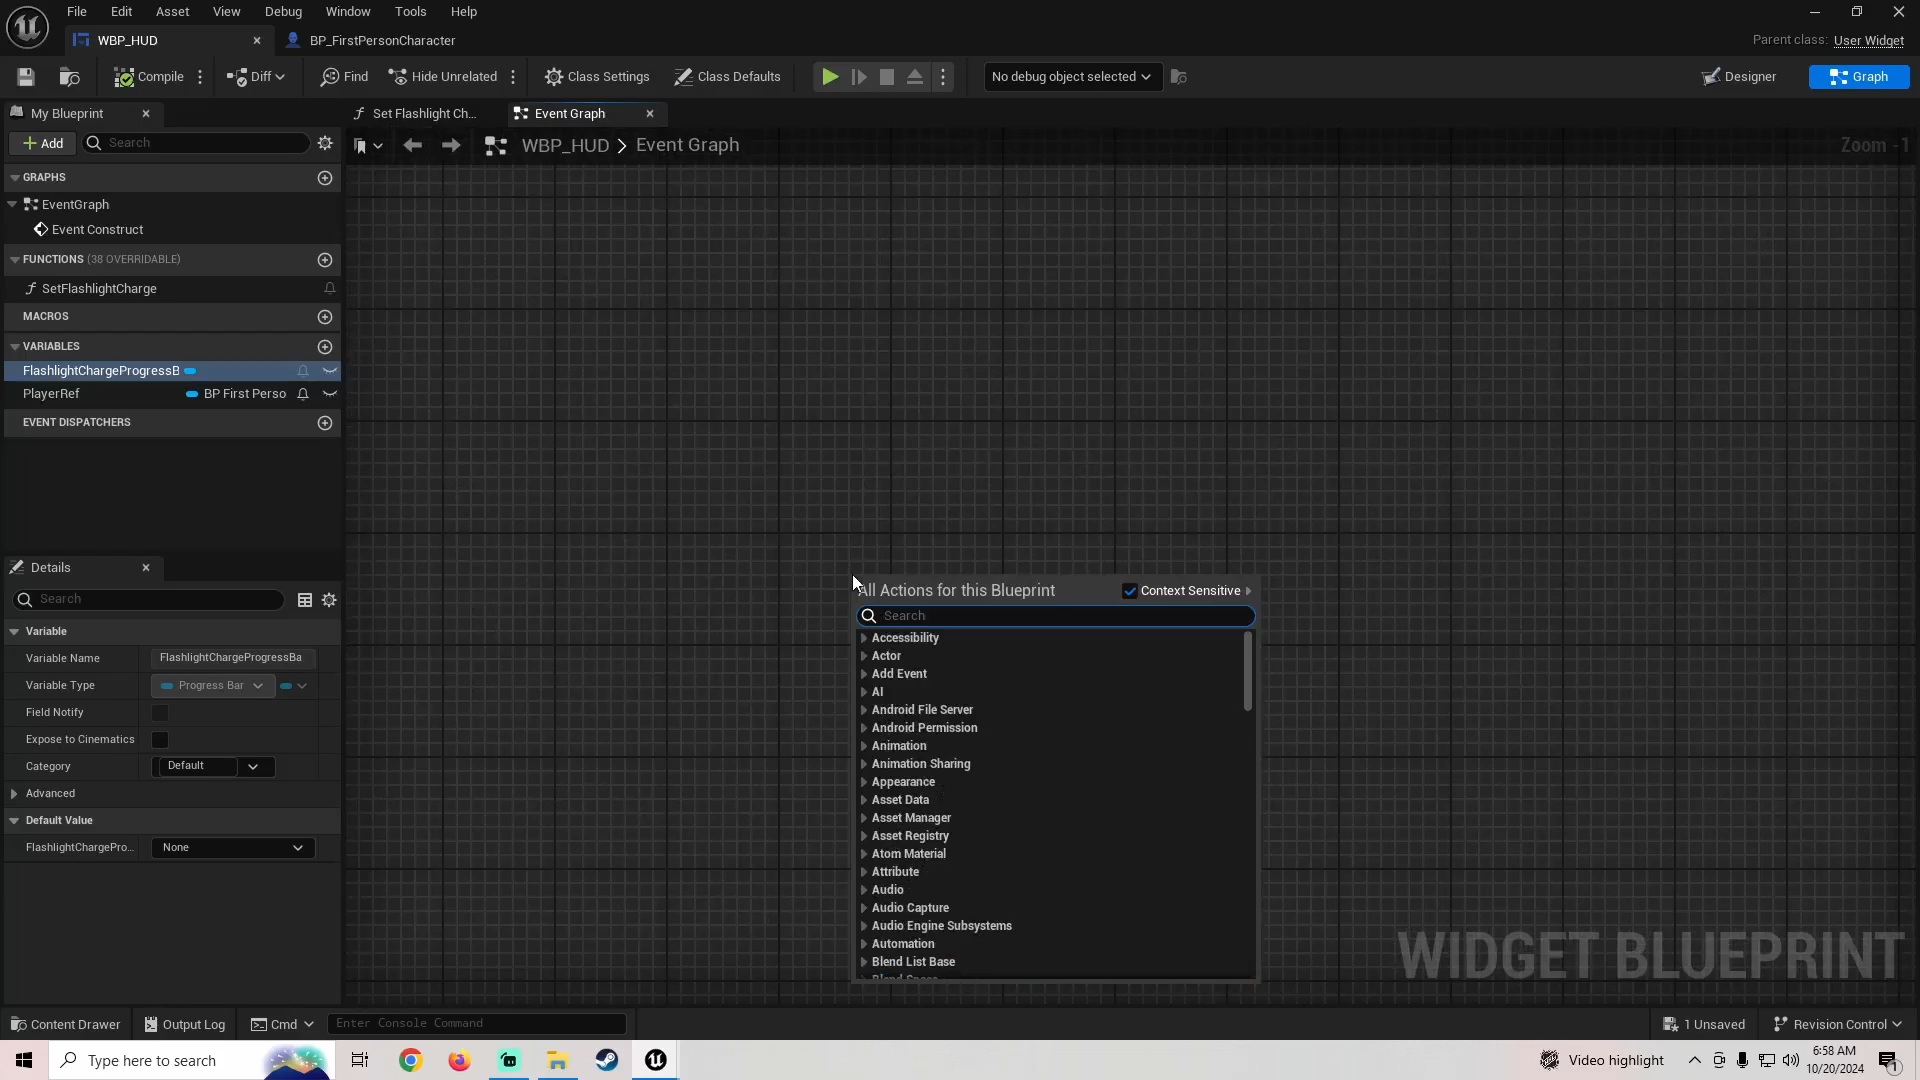 File Edit Asset View Debug Window Tools Help
WBP_HUD
BP_FirstPersonCharacter
Parent class: User Widget
Compile
Diff
Find
Hide Unrelated
Class Settings
Class Defaults
No debug object selected
Designer
Graph
My Blueprint
Set Flashlight Ch...
Event Graph
Add
Search
WBP_HUD > Event Graph
Zoom -1
GRAPHS
EventGraph
Event Construct
FUNCTIONS (38 OVERRIDABLE)
SetFlashlightCharge
MACROS
VARIABLES
FlashlightChargeProgressB
PlayerRef
BP First Perso
EVENT DISPATCHERS
Details
Search
Variable
Variable Name
FlashlightChargeProgressBa
Variable Type
Progress Bar
Field Notify
Expose to Cinematics
Category
Default
Advanced
Default Value
FlashlightChargePro...
None
All Actions for this Blueprint
Context Sensitive
Search
Accessibility
Actor
Add Event
AI
Android File Server
Android Permission
Animation
Animation Sharing
Appearance
Asset Data
Asset Manager
Asset Registry
Atom Material
Attribute
Audio
Audio Capture
Audio Engine Subsystems
Automation
Blend List Base
WIDGET BLUEPRINT
Content Drawer
Output Log
Cmd
Enter Console Command
1 Unsaved
Revision Control
Type here to search
Video highlight
6:58 AM
10/20/2024
1